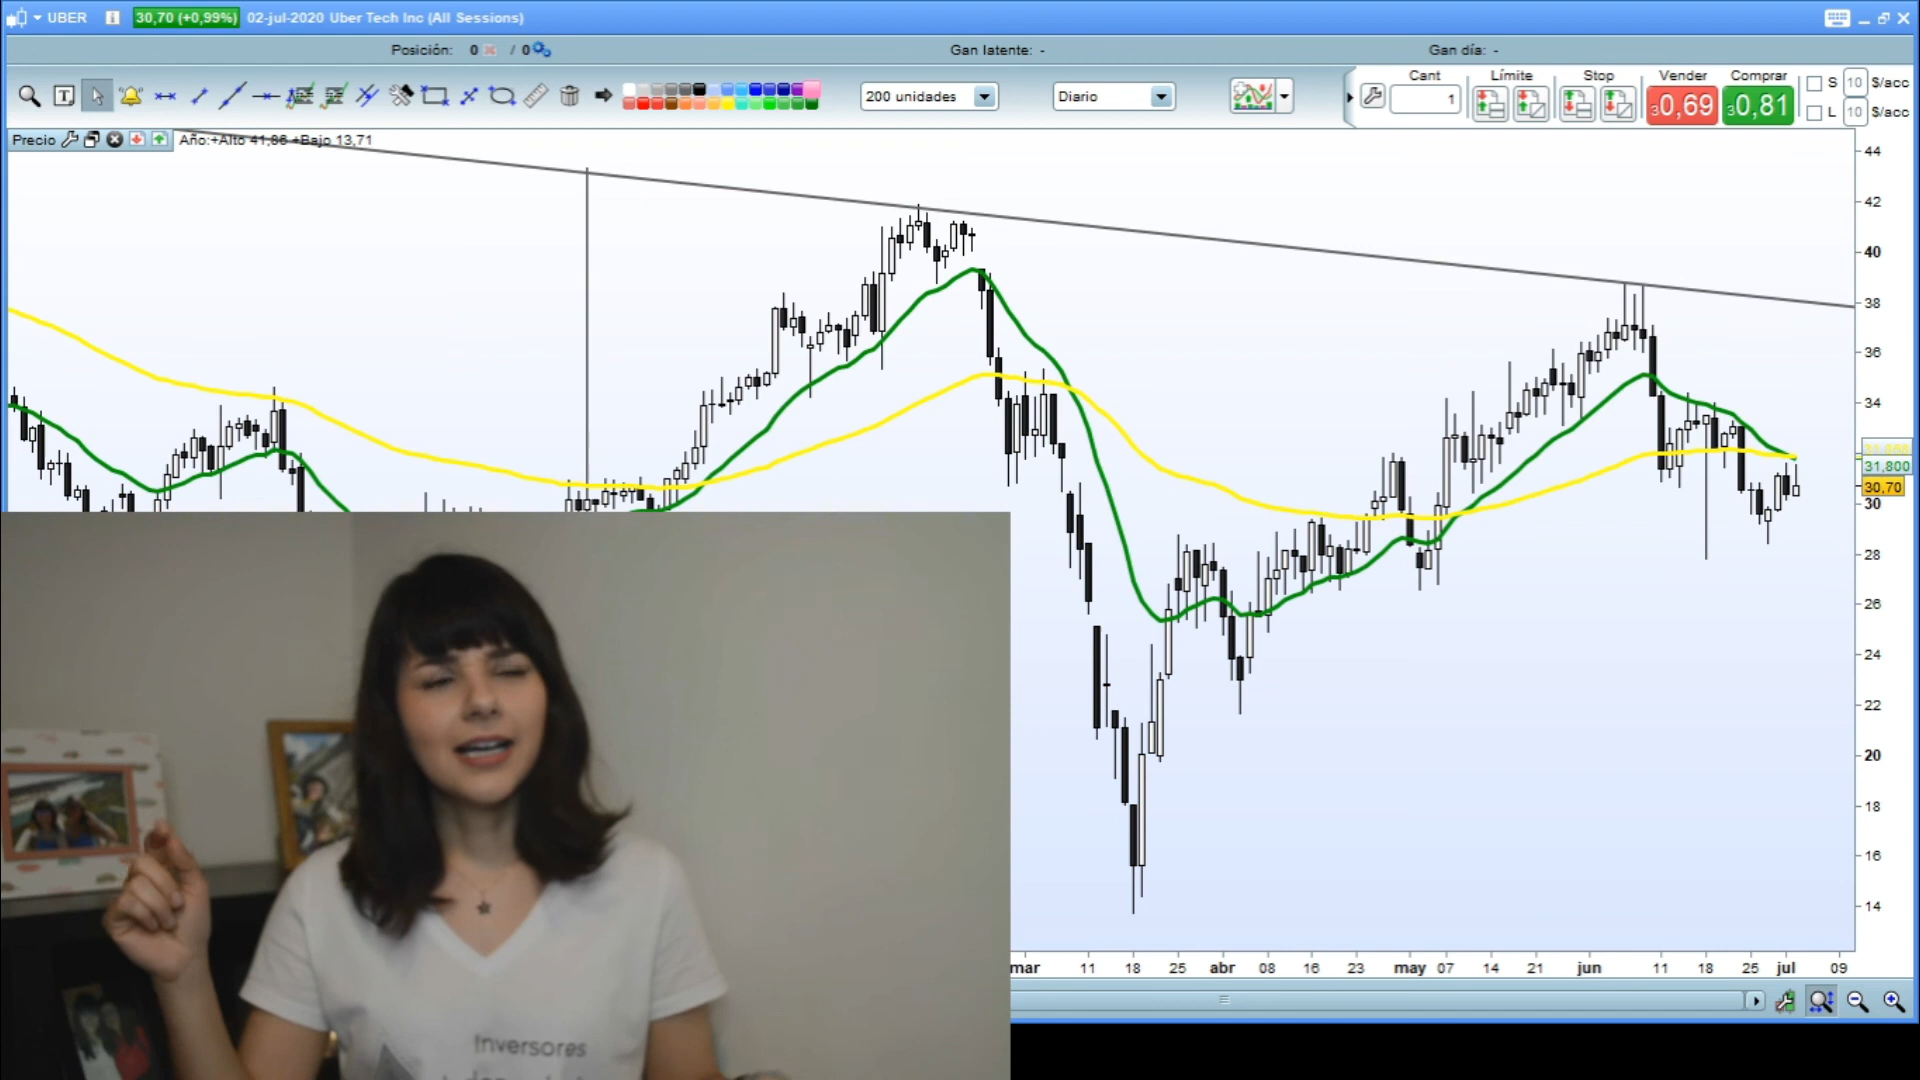 UBER 30,70 (+0,99%) 02-jul-2020 Uber Tech Inc (All Sessions)
Posición: 0 / 0 Gan latente: - Gan día: -
200 unidades Diario
Cant Límite Stop Vender Comprar
1 30,69 30,81
S 10 $/acc
L 10 $/acc
Precio Año:+Alto 41,86 +Bajo 13,71
44
42
40
38
36
34
31,800
30,70
30
28
26
24
22
20
18
16
14
mar 11 18 25 abr 08 16 23 may 07 14 21 jun 11 18 25 jul 09
Inversores